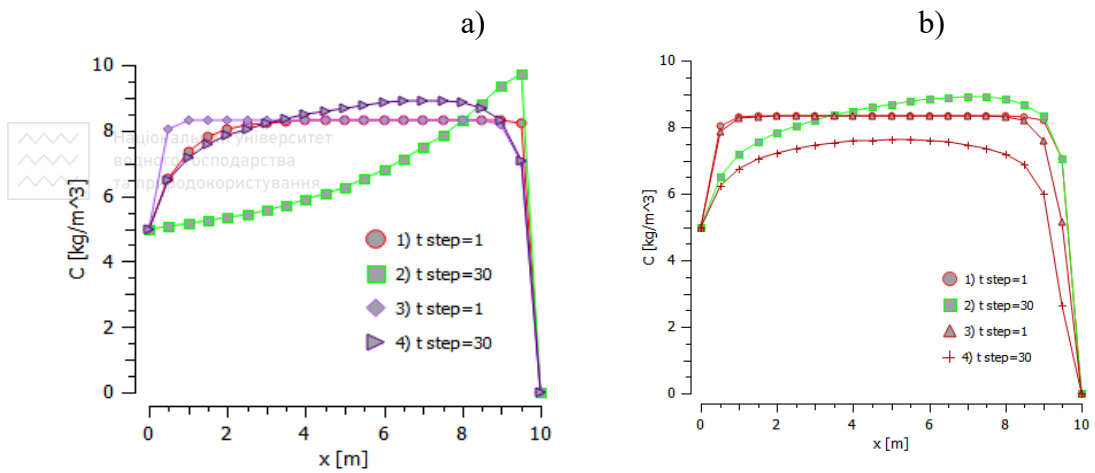 a)
b)
10
8
6
4
2
0
C [kg/m^3]
0
2
4
6
8
10
x [m]
1) t step=1
2) t step=30
3) t step=1
4) t step=30
Національний університет
водного господарства
та природокористування
10
8
6
4
2
0
C [kg/m^3]
0
2
4
6
8
10
x [m]
1) t step=1
2) t step=30
3) t step=1
4) t step=30